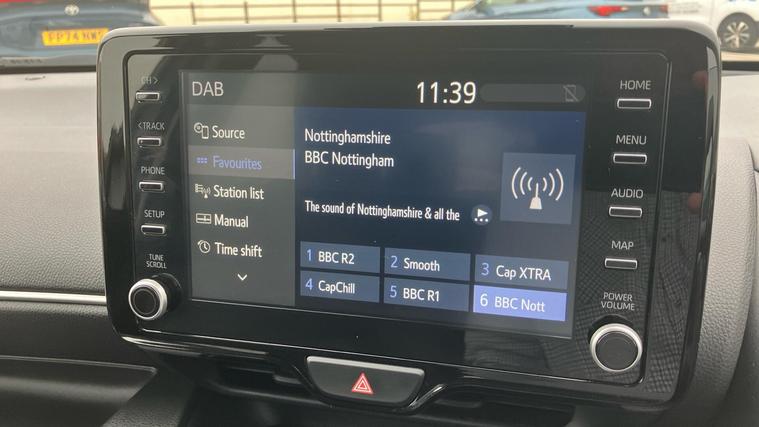 DAB
11:39
CH >
< TRACK
PHONE
SETUP
TUNE
SCROLL
Source
Favourites
Station list
Manual
Time shift
Nottinghamshire
BBC Nottingham
The sound of Nottinghamshire & all the
1 BBC R2
2 Smooth
3 Cap XTRA
4 CapChill
5 BBC R1
6 BBC Nott
HOME
MENU
AUDIO
MAP
POWER
VOLUME